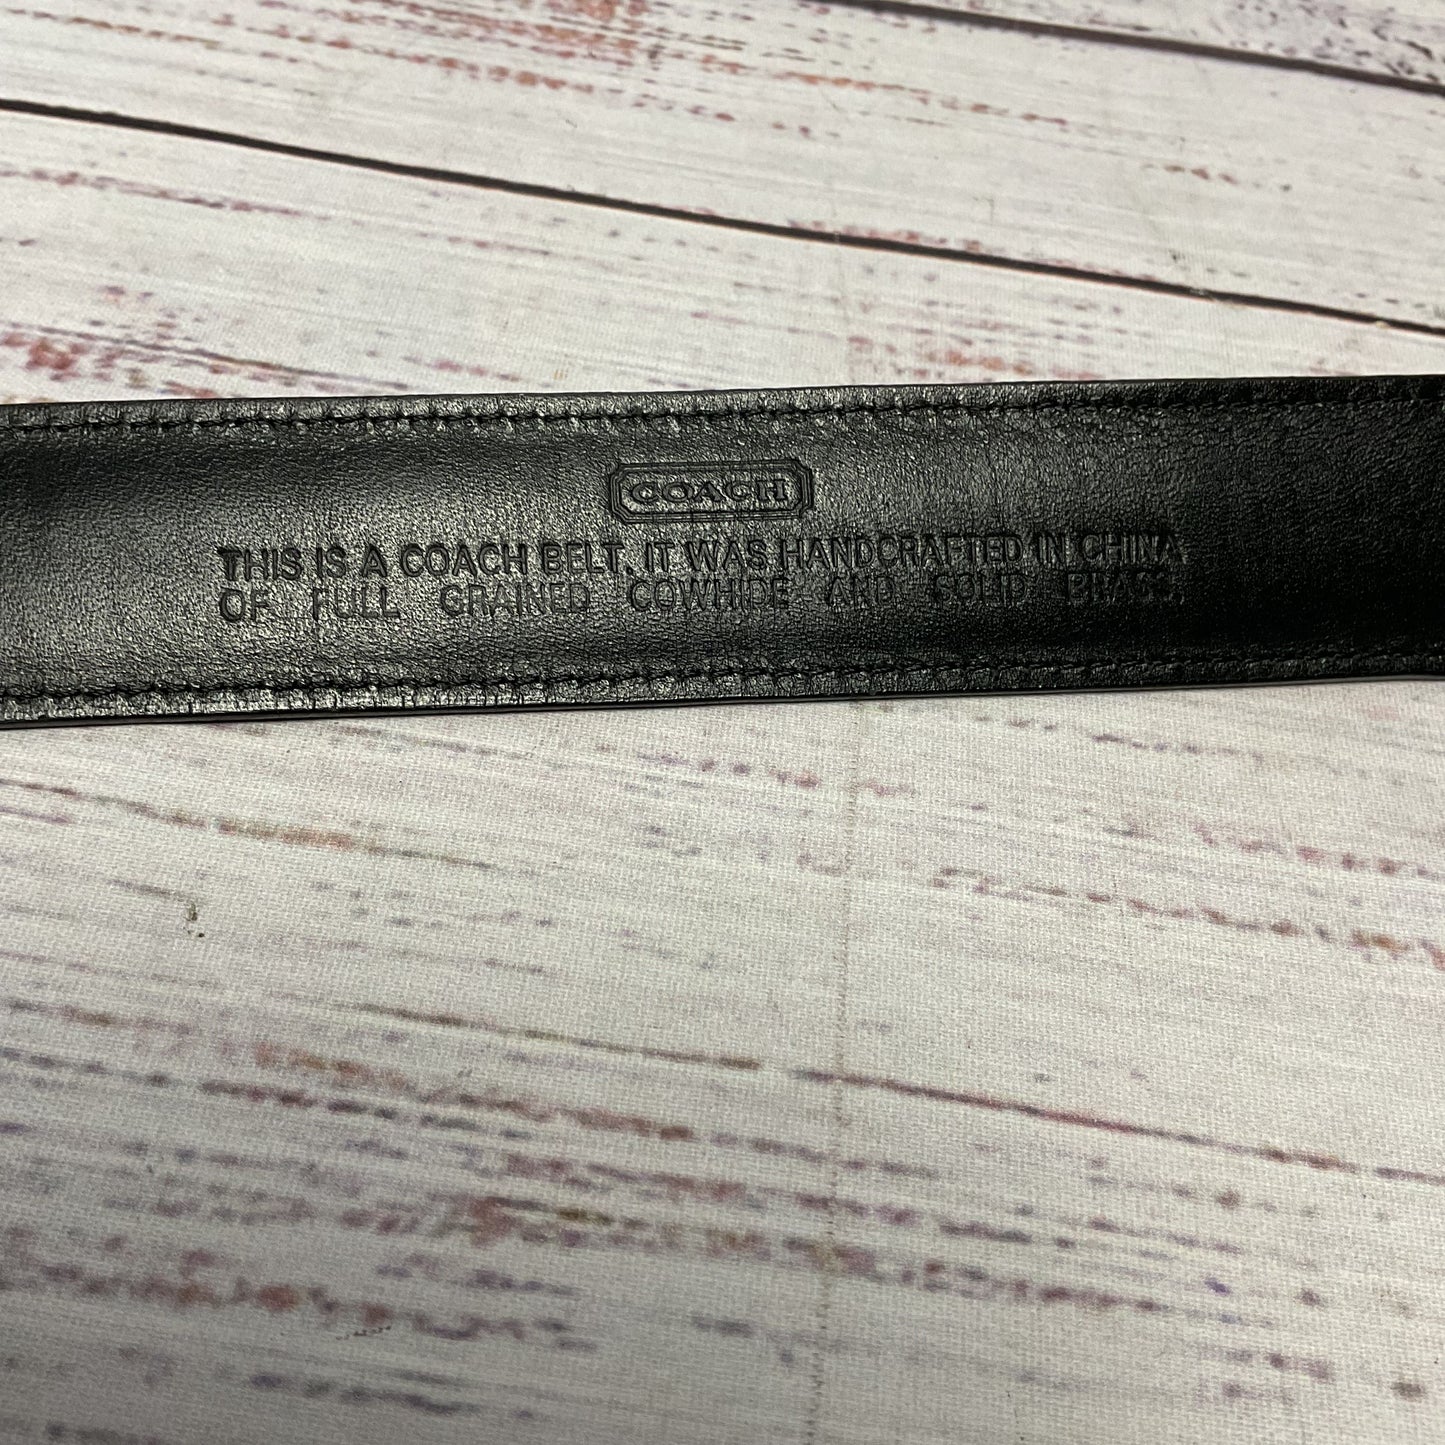 COACH
THIS IS A COACH BELT. IT WAS HANDCRAFTED IN CHINA
OF FULL GRAINED COWHIDE AND SOLID BRASS.